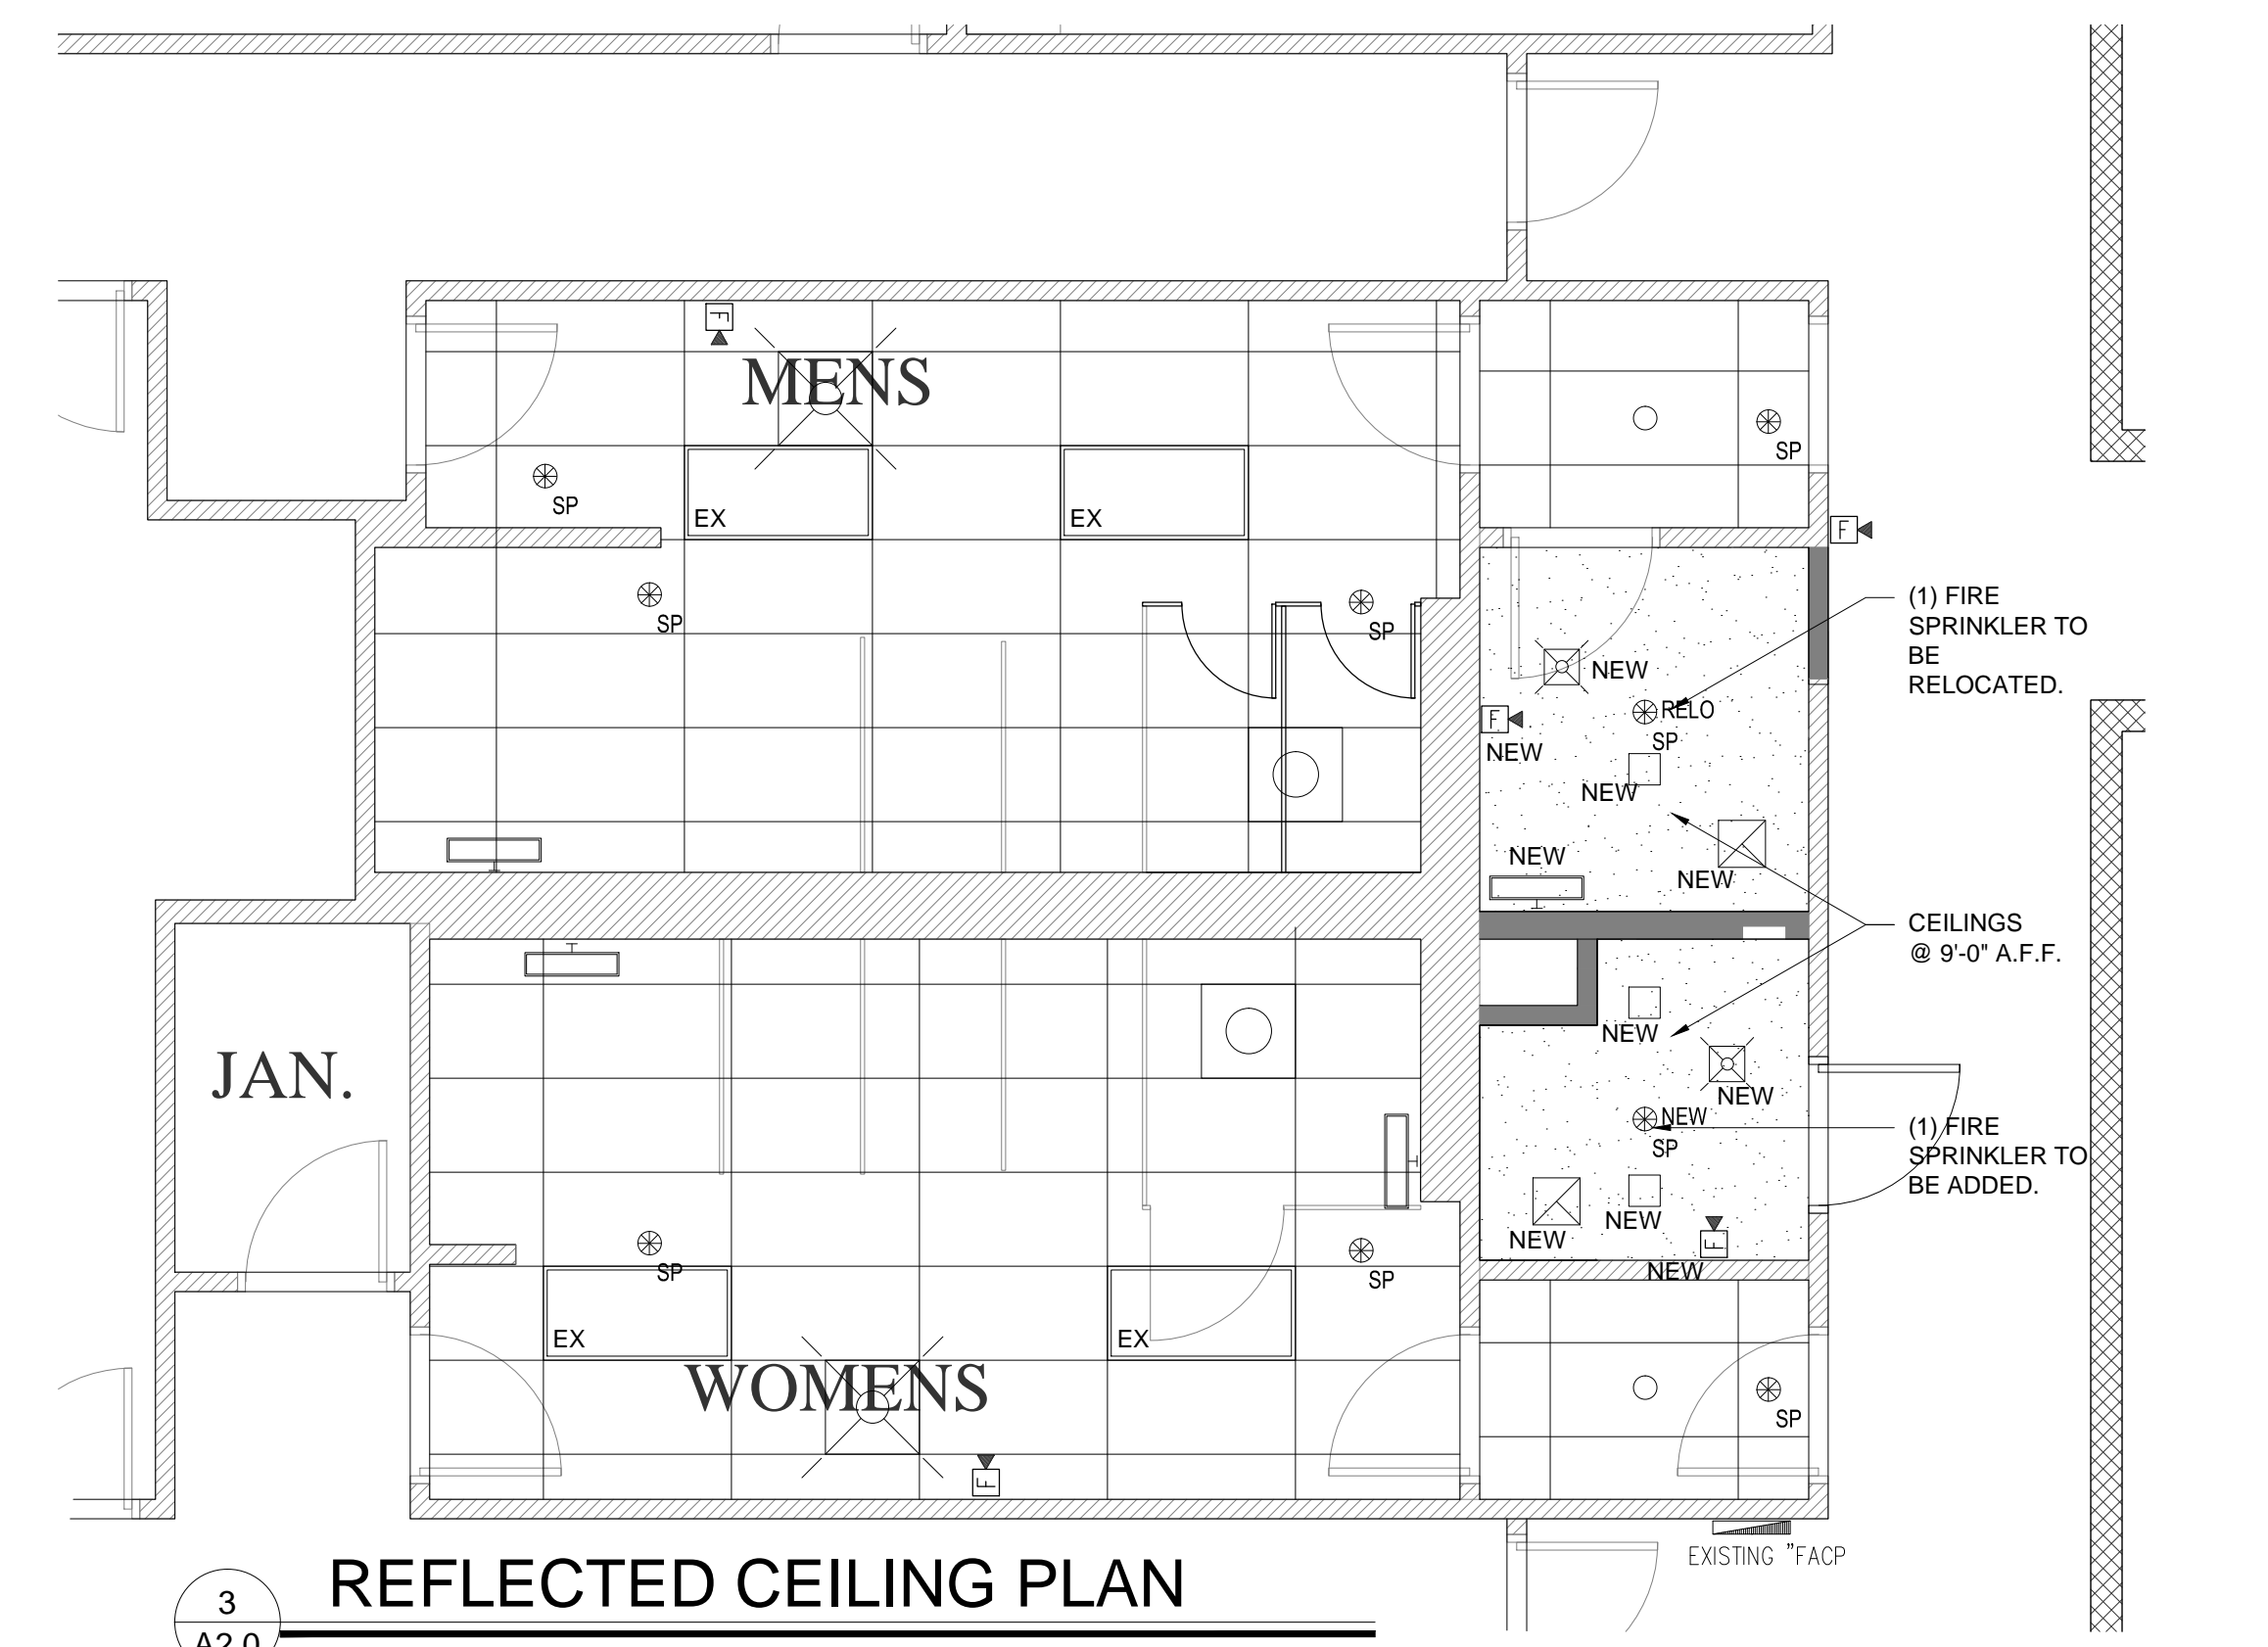 F
MENS
SP
SP
EX
EX
F
SP
SP
(1) FIRE
SPRINKLER TO
BE
RELOCATED.
NEW
RELO
F
SP
NEW
NEW
NEW
NEW
CEILINGS
@ 9'-0" A.F.F.
JAN.
NEW
NEW
NEW
(1) FIRE
SPRINKLER TO
BE ADDED.
SP
NEW
NEW
F
NEW
SP
SP
EX
EX
WOMENS
SP
F
EXISTING "FACP
REFLECTED CEILING PLAN
3
A2.0